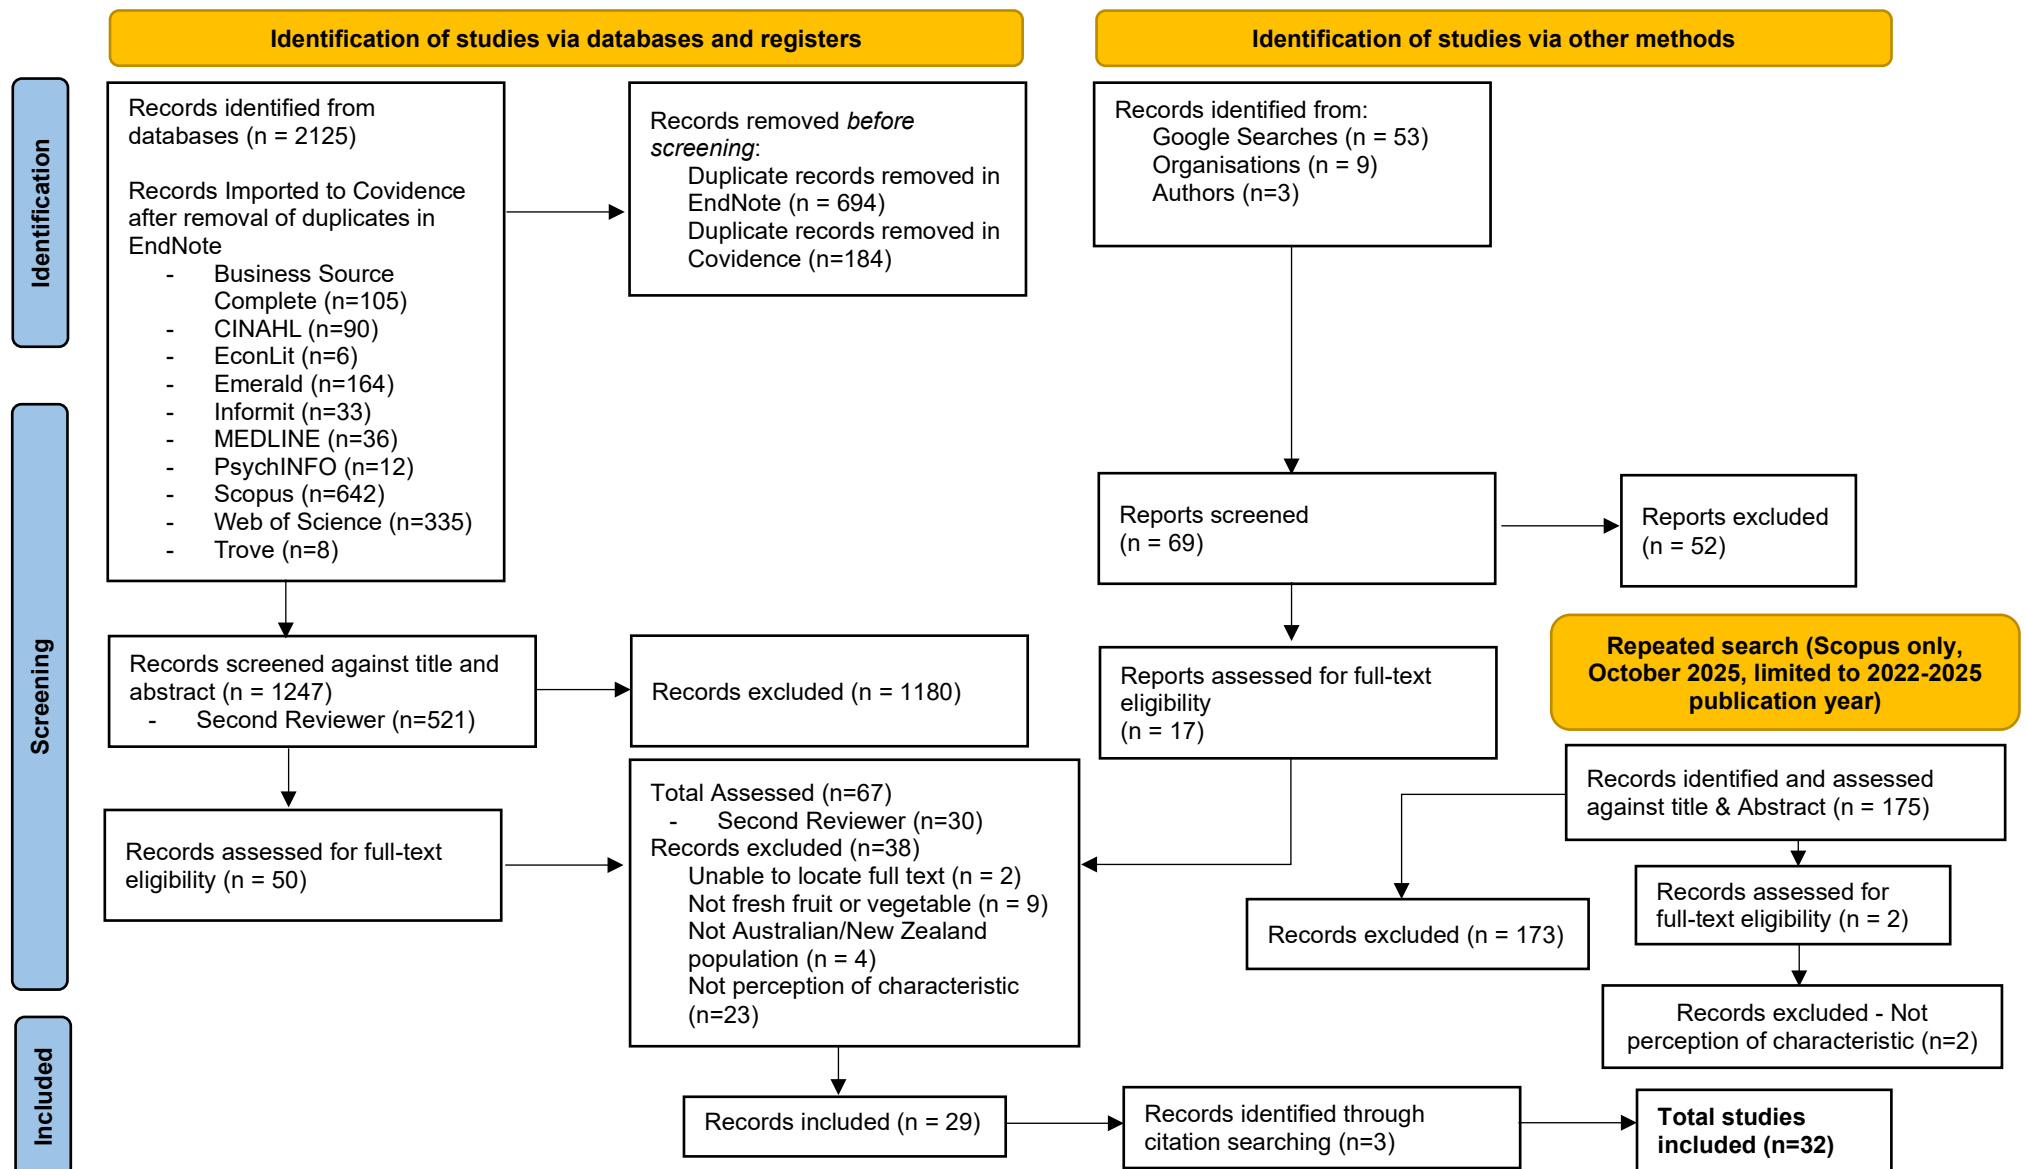 Identification of studies via databases and registers
Identification of studies via other methods
Identification
Records identified from
databases (n = 2125)
Records Imported to Covidence
after removal of duplicates in
EndNote
- Business Source
Complete (n=105)
- CINAHL (n=90)
- EconLit (n=6)
- Emerald (n=164)
- Informit (n=33)
- MEDLINE (n=36)
- PsychINFO (n=12)
- Scopus (n=642)
- Web of Science (n=335)
- Trove (n=8)
Records removed before
screening:
Duplicate records removed in
EndNote (n = 694)
Duplicate records removed in
Covidence (n=184)
Records identified from:
Google Searches (n = 53)
Organisations (n = 9)
Authors (n=3)
Screening
Records screened against title and
abstract (n = 1247)
- Second Reviewer (n=521)
Records excluded (n = 1180)
Reports screened
(n = 69)
Reports excluded
(n = 52)
Reports assessed for full-text
eligibility
(n = 17)
Records assessed for full-text
eligibility (n = 50)
Total Assessed (n=67)
- Second Reviewer (n=30)
Records excluded (n=38)
Unable to locate full text (n = 2)
Not fresh fruit or vegetable (n = 9)
Not Australian/New Zealand
population (n = 4)
Not perception of characteristic
(n=23)
Repeated search (Scopus only,
October 2025, limited to 2022-2025
publication year)
Records identified and assessed
against title & Abstract (n = 175)
Records excluded (n = 173)
Records assessed for
full-text eligibility (n = 2)
Records excluded - Not
perception of characteristic (n=2)
Included
Records included (n = 29)
Records identified through
citation searching (n=3)
Total studies
included (n=32)